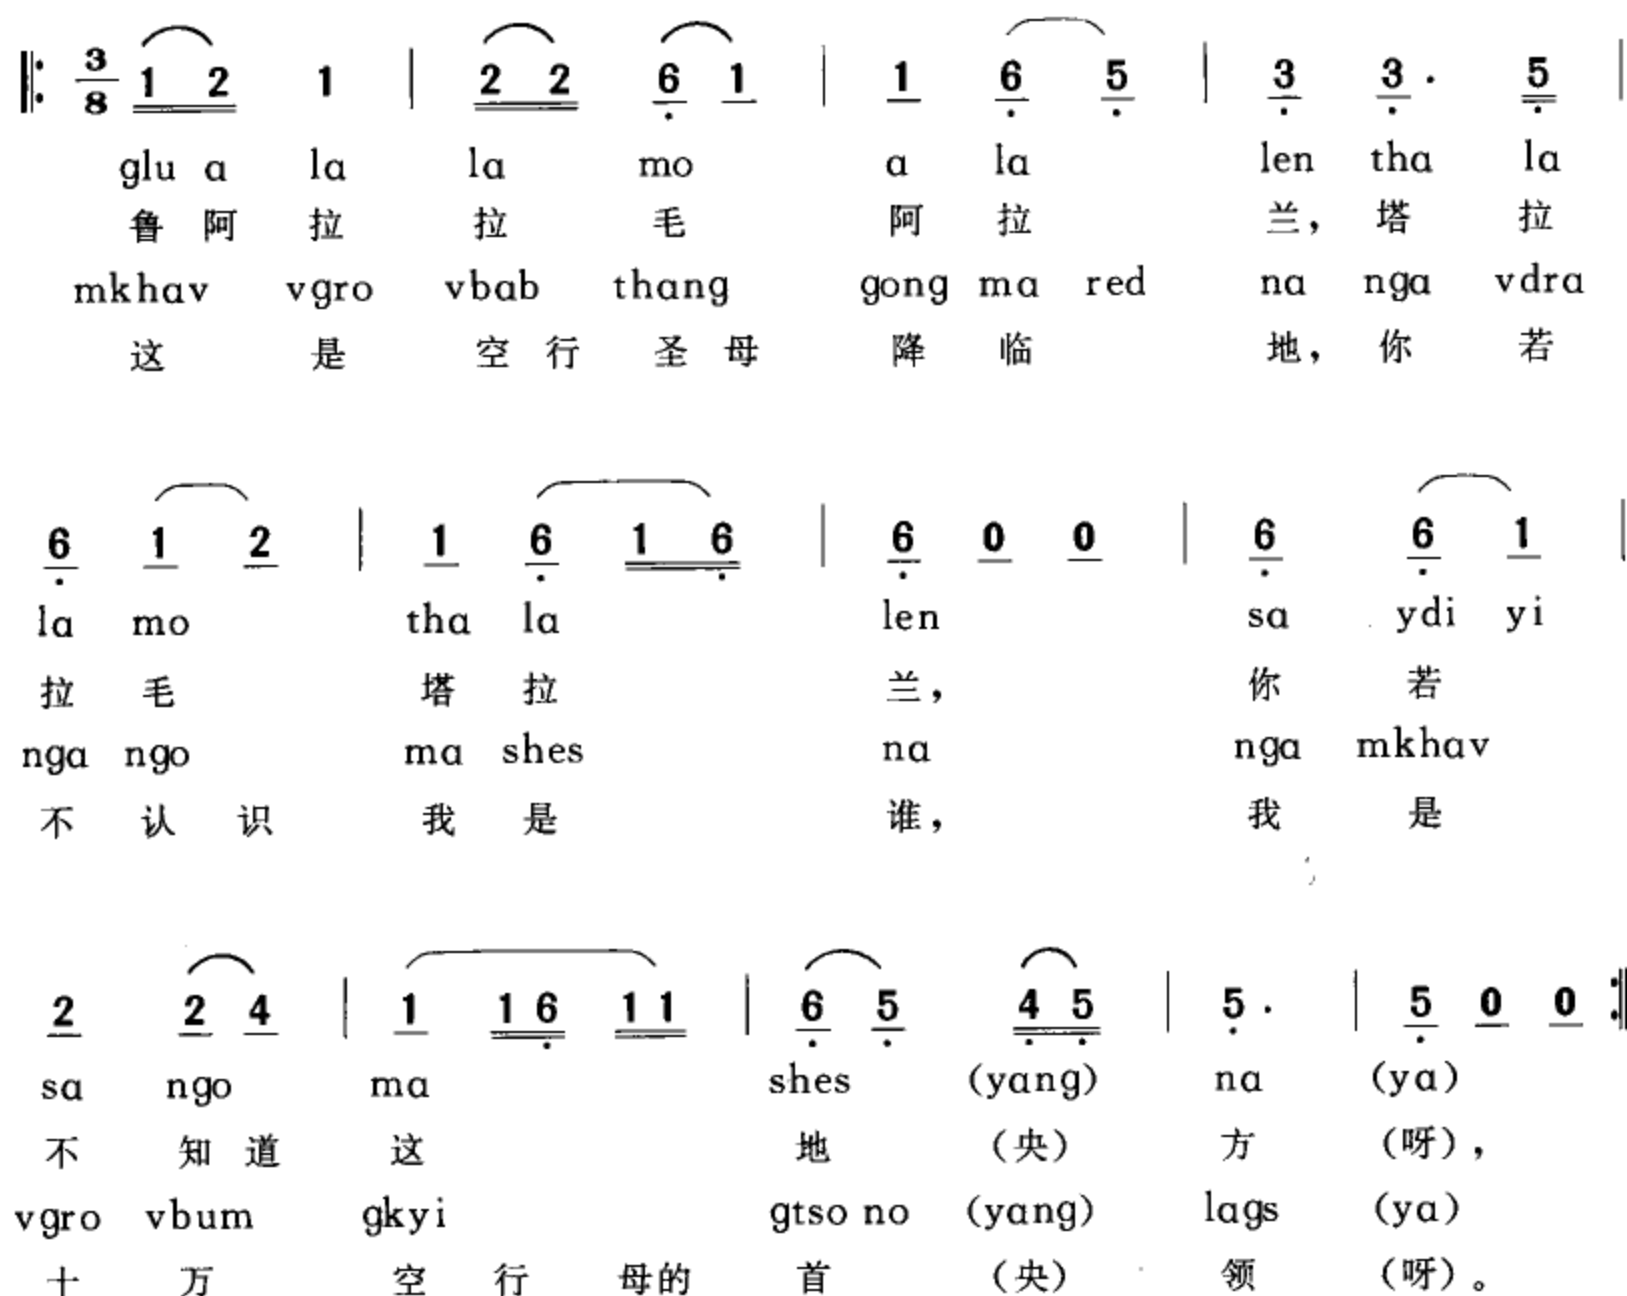 3/8 1 2 1 | 2 2 6 1 | 1 6 5 | 3 3 · 5 |
glu a la la mo a la len tha la
鲁 阿 拉 拉 毛 阿 拉 兰， 塔 拉
mkhav vgro vbab thang gong ma red na nga vdra
这 是 空 行 圣 母 降 临 地， 你 若
6 1 2 | 1 6 1 6 | 6 0 0 | 6 6 1 |
la mo tha la len sa ydi yi
拉 毛 塔 拉 兰， 你 若
nga ngo ma shes na nga mkhav
不 认 识 我 是 谁， 我 是
2 2 4 | 1 1 6 1 1 | 6 5 4 5 | 5 · | 5 0 0
sa ngo ma shes (yang) na (ya)
不 知 道 这 地 (央) 方 (呀)，
vgro vbum gkyi gtso no (yang) lags (ya)
十 万 空 行 母的 首 (央) 领 (呀)。